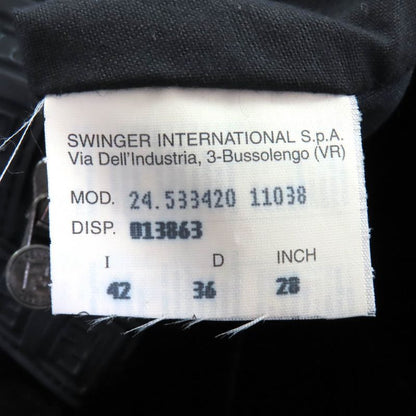 SWINGER INTERNATIONAL S.p.A.
Via Dell'Industria, 3-Bussolengo (VR)
MOD. 24.533420 11038
DISP. 013863
I D INCH
42 36 28